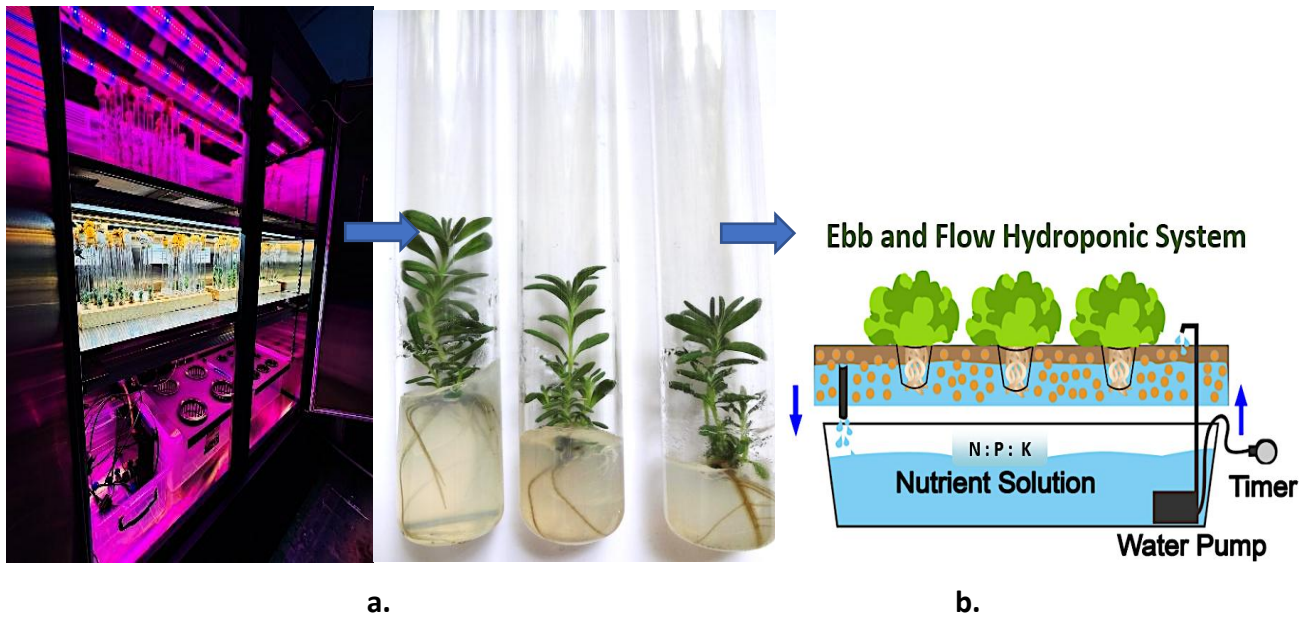 Ebb and Flow Hydroponic System
N : P : K
Nutrient Solution
Timer
Water Pump
a.
b.